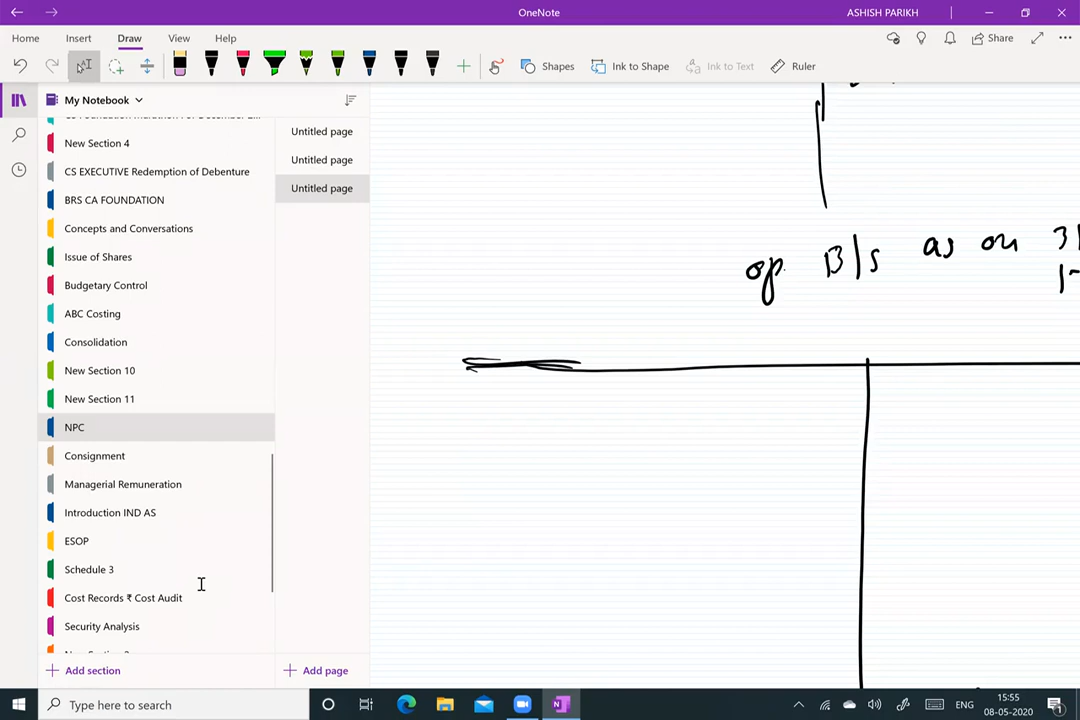 OneNote
ASHISH PARIKH
Home Insert Draw View Help
Share
Shapes
Ink to Shape
Ink to Text
Ruler
My Notebook
New Section 4
CS EXECUTIVE Redemption of Debenture
BRS CA FOUNDATION
Concepts and Conversations
Issue of Shares
Budgetary Control
ABC Costing
Consolidation
New Section 10
New Section 11
NPC
Consignment
Managerial Remuneration
Introduction IND AS
ESOP
Schedule 3
Cost Records ₹ Cost Audit
Security Analysis
Add section
Untitled page
Untitled page
Untitled page
Add page
op. B/s as on
Type here to search
ENG
15:55
08-05-2020
1